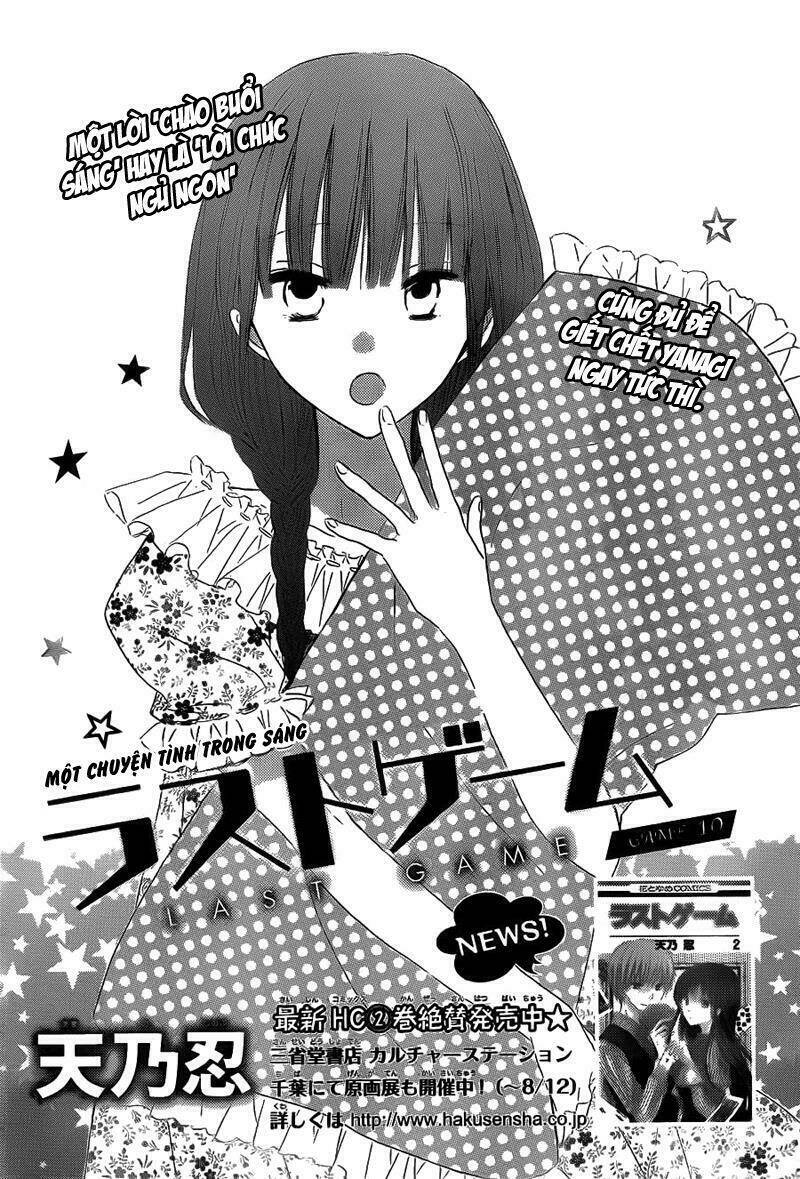 MỘT LỜI 'CHÀO BUỔI
SÁNG' HAY LÀ 'LỜI CHÚC
NGỦ NGON'
CÙNG ĐỦ ĐỂ
GIẾT CHẾT YANAGI
NGAY TỨC THÌ.
MỘT CHUYỆN TÌNH TRONG SÁNG
ラストゲーム
LAST GAME
GAME 10
NEWS!
花とゆめCOMICS
ラストゲーム
天乃忍 2
最新HC②巻絶賛発売中★
三省堂書店 カルチャーステーション
千葉にて原画展も開催中!(~8/12)
詳しくは http://www.hakusensha.co.jp
天乃忍